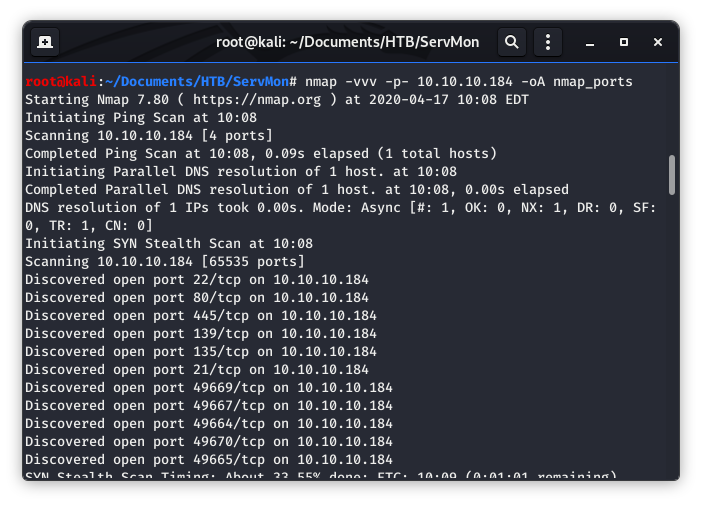 root@kali: ~/Documents/HTB/ServMon
root@kali:~/Documents/HTB/ServMon# nmap -vvv -p- 10.10.10.184 -oA nmap_ports
Starting Nmap 7.80 ( https://nmap.org ) at 2020-04-17 10:08 EDT
Initiating Ping Scan at 10:08
Scanning 10.10.10.184 [4 ports]
Completed Ping Scan at 10:08, 0.09s elapsed (1 total hosts)
Initiating Parallel DNS resolution of 1 host. at 10:08
Completed Parallel DNS resolution of 1 host. at 10:08, 0.00s elapsed
DNS resolution of 1 IPs took 0.00s. Mode: Async [#: 1, OK: 0, NX: 1, DR: 0, SF:
0, TR: 1, CN: 0]
Initiating SYN Stealth Scan at 10:08
Scanning 10.10.10.184 [65535 ports]
Discovered open port 22/tcp on 10.10.10.184
Discovered open port 80/tcp on 10.10.10.184
Discovered open port 445/tcp on 10.10.10.184
Discovered open port 139/tcp on 10.10.10.184
Discovered open port 135/tcp on 10.10.10.184
Discovered open port 21/tcp on 10.10.10.184
Discovered open port 49669/tcp on 10.10.10.184
Discovered open port 49667/tcp on 10.10.10.184
Discovered open port 49664/tcp on 10.10.10.184
Discovered open port 49670/tcp on 10.10.10.184
Discovered open port 49665/tcp on 10.10.10.184
SYN Stealth Scan Timing: About 33.55% done; ETC: 10:09 (0:01:01 remaining)